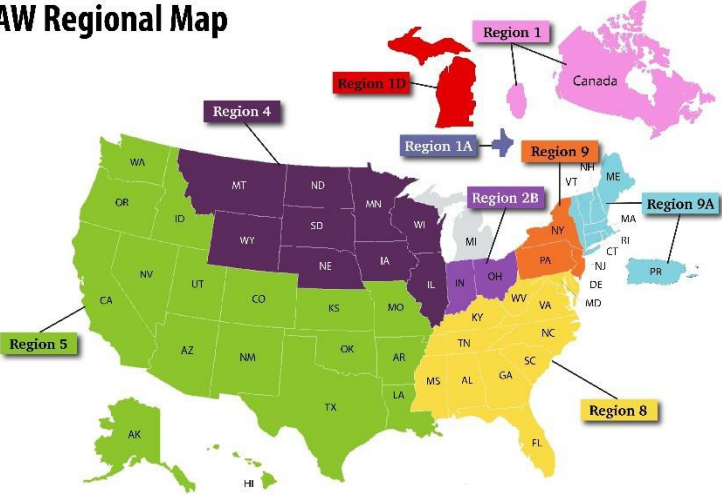 AW Regional Map
Region 1
Canada
Region 1D
Region 4
Region 1A
Region 9
NH
VT
ME
WA
MT
ND
MN
OR
ID
WI
Region 2B
Region 9A
MA
SD
WY
MI
NY
RI
CT
NE
IA
PA
NJ
PR
NV
UT
IL
IN
OH
DE
CA
CO
WV
VA
MD
KS
MO
KY
Region 5
AZ
NM
OK
AR
TN
NC
SC
MS
AL
GA
LA
TX
Region 8
AK
FL
HI